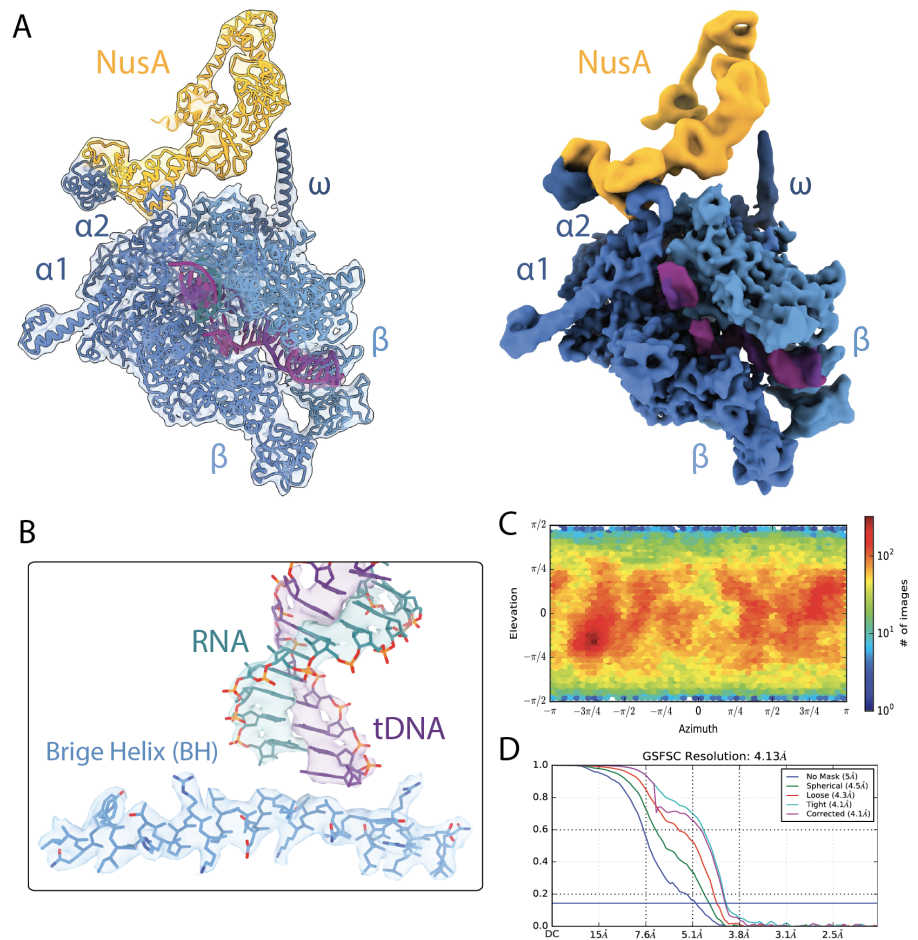 A
NusA
α2
α1
ω
β
β
NusA
α2
α1
ω
β
β
B
RNA
tDNA
Brige Helix (BH)
C
π/2
π/4
0
−π/4
−π/2
Elevation
−π −3π/4 −π/2 −π/4 0 π/4 π/2 3π/4 π
Azimuth
10²
10¹
10⁰
# of images
D
GSFSC Resolution: 4.13Å
1.0
0.8
0.6
0.4
0.2
0.0
No Mask (5Å)
Spherical (4.5Å)
Loose (4.3Å)
Tight (4.1Å)
Corrected (4.1Å)
DC 15Å 7.6Å 5.1Å 3.8Å 3.1Å 2.5Å